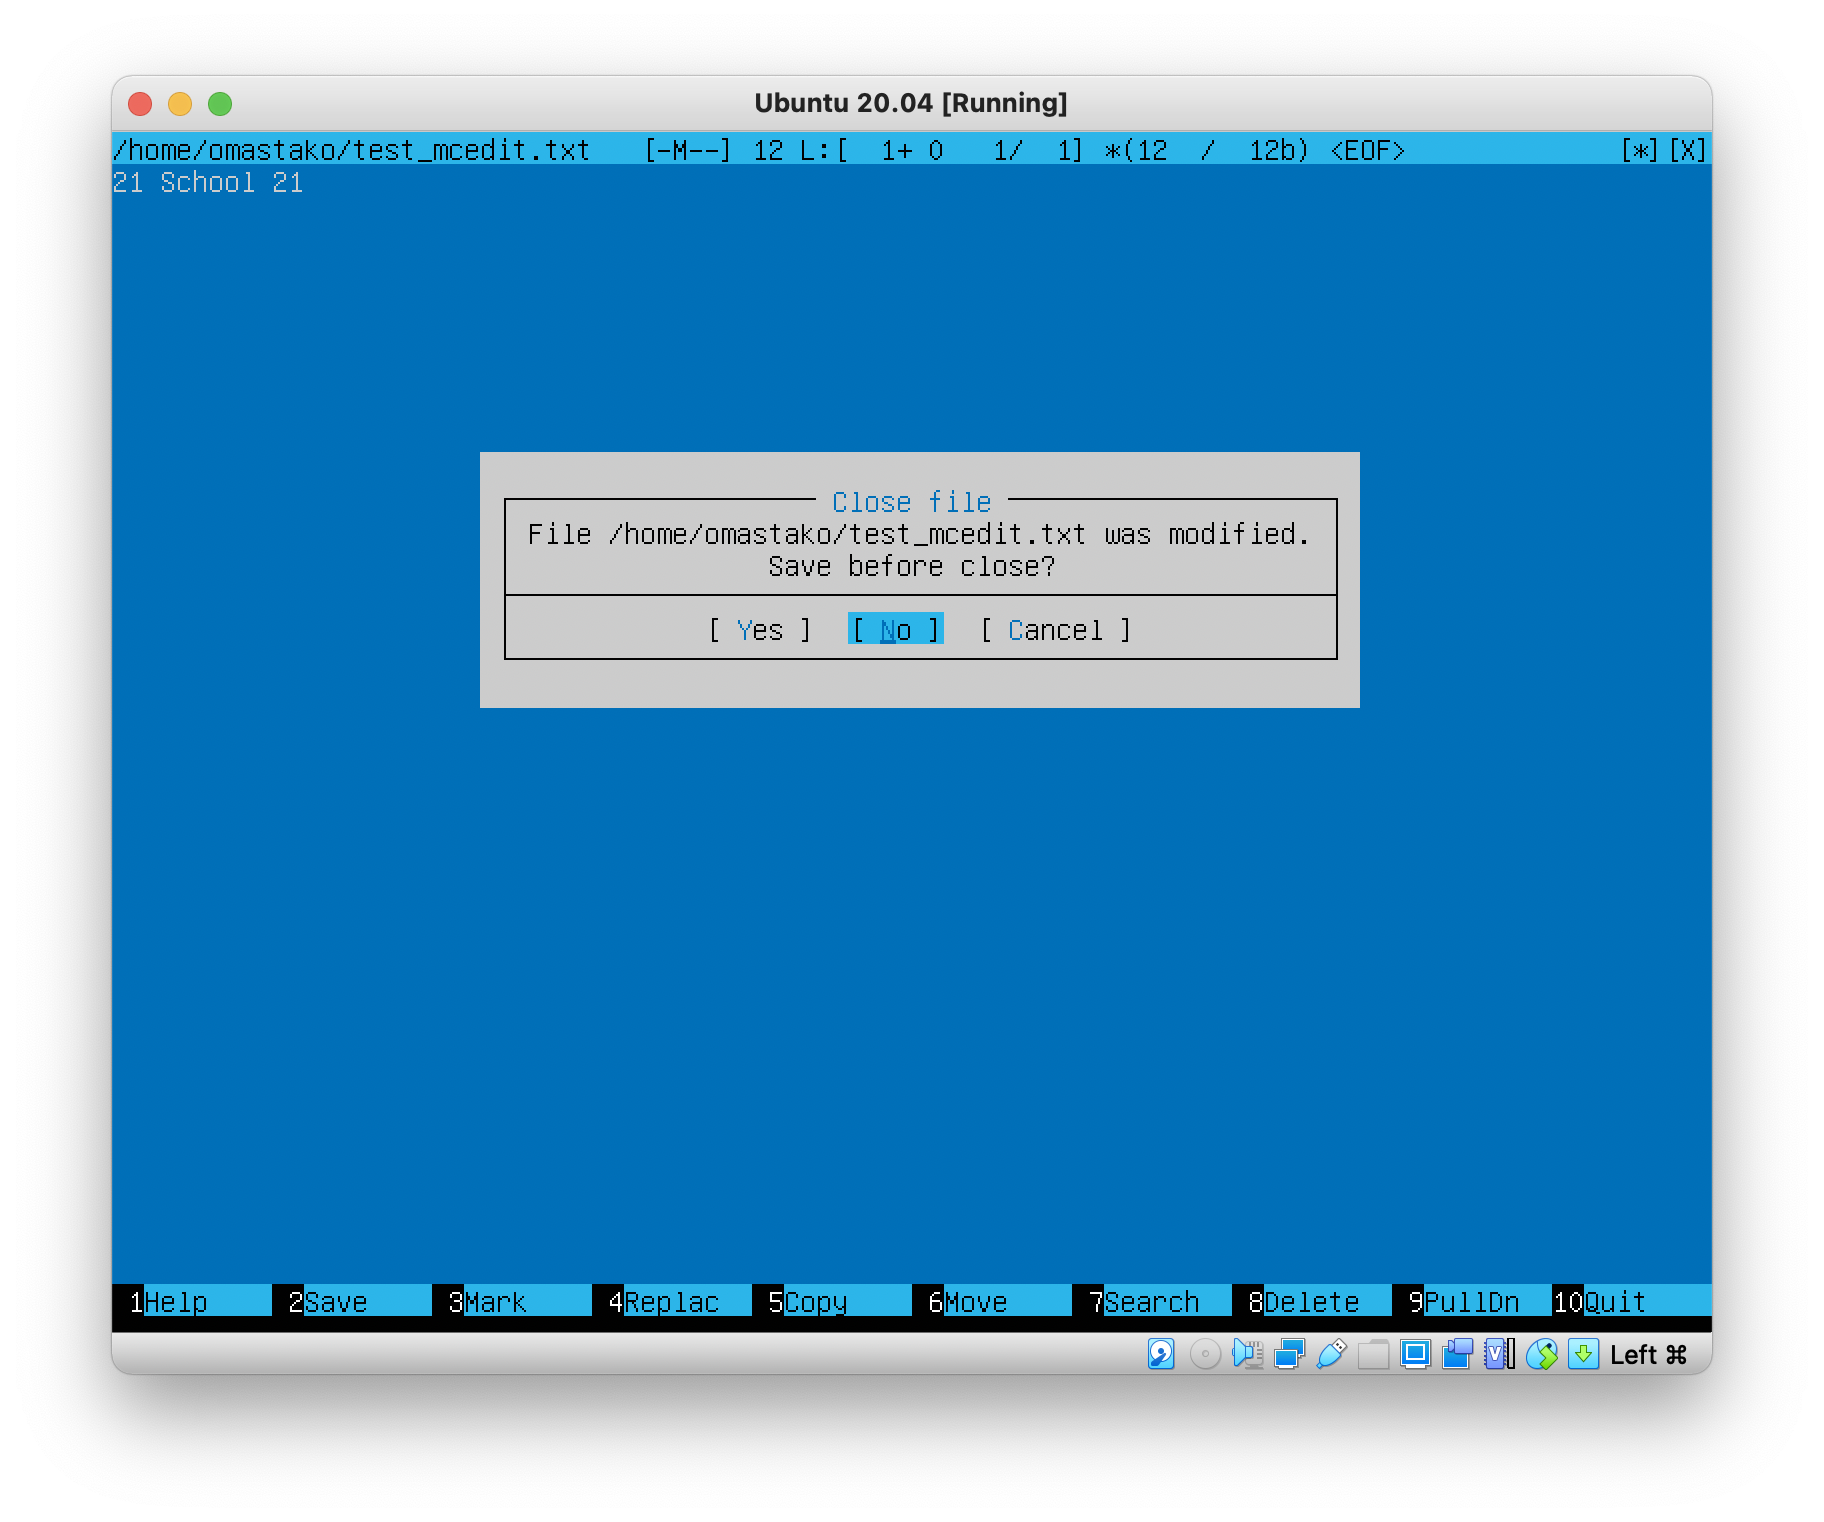 Ubuntu 20.04 [Running]
/home/omastako/test_mcedit.txt   [-M--] 12 L:[  1+ 0   1/  1] *(12  /  12b) <EOF>   [*][X]
21 School 21
Close file
File /home/omastako/test_mcedit.txt was modified.
Save before close?
[ Yes ]  [ No ]  [ Cancel ]
1Help  2Save  3Mark  4Replac  5Copy  6Move  7Search  8Delete  9PullDn  10Quit
Left ⌘